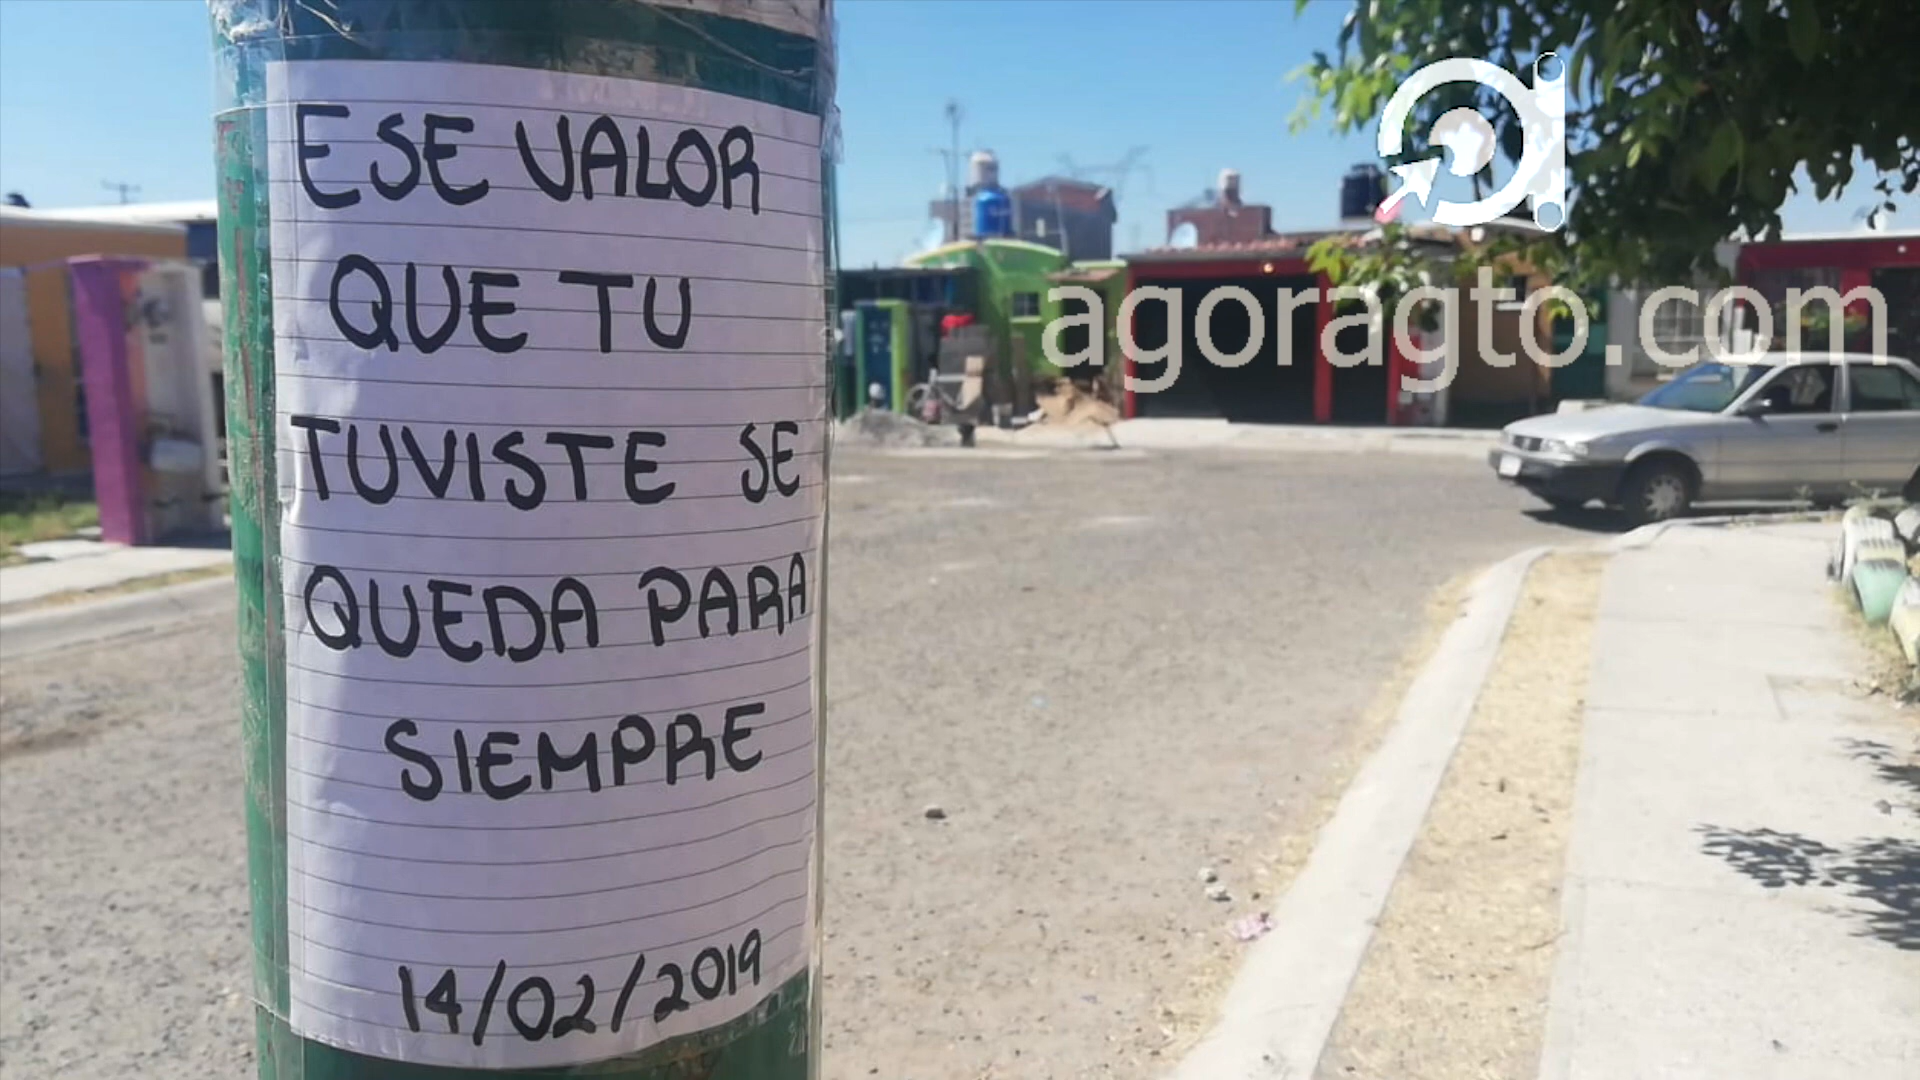 ESE VALOR
QUE TU
TUVISTE SE
QUEDA PARA
SIEMPRE
14/02/2019
agoragto.com